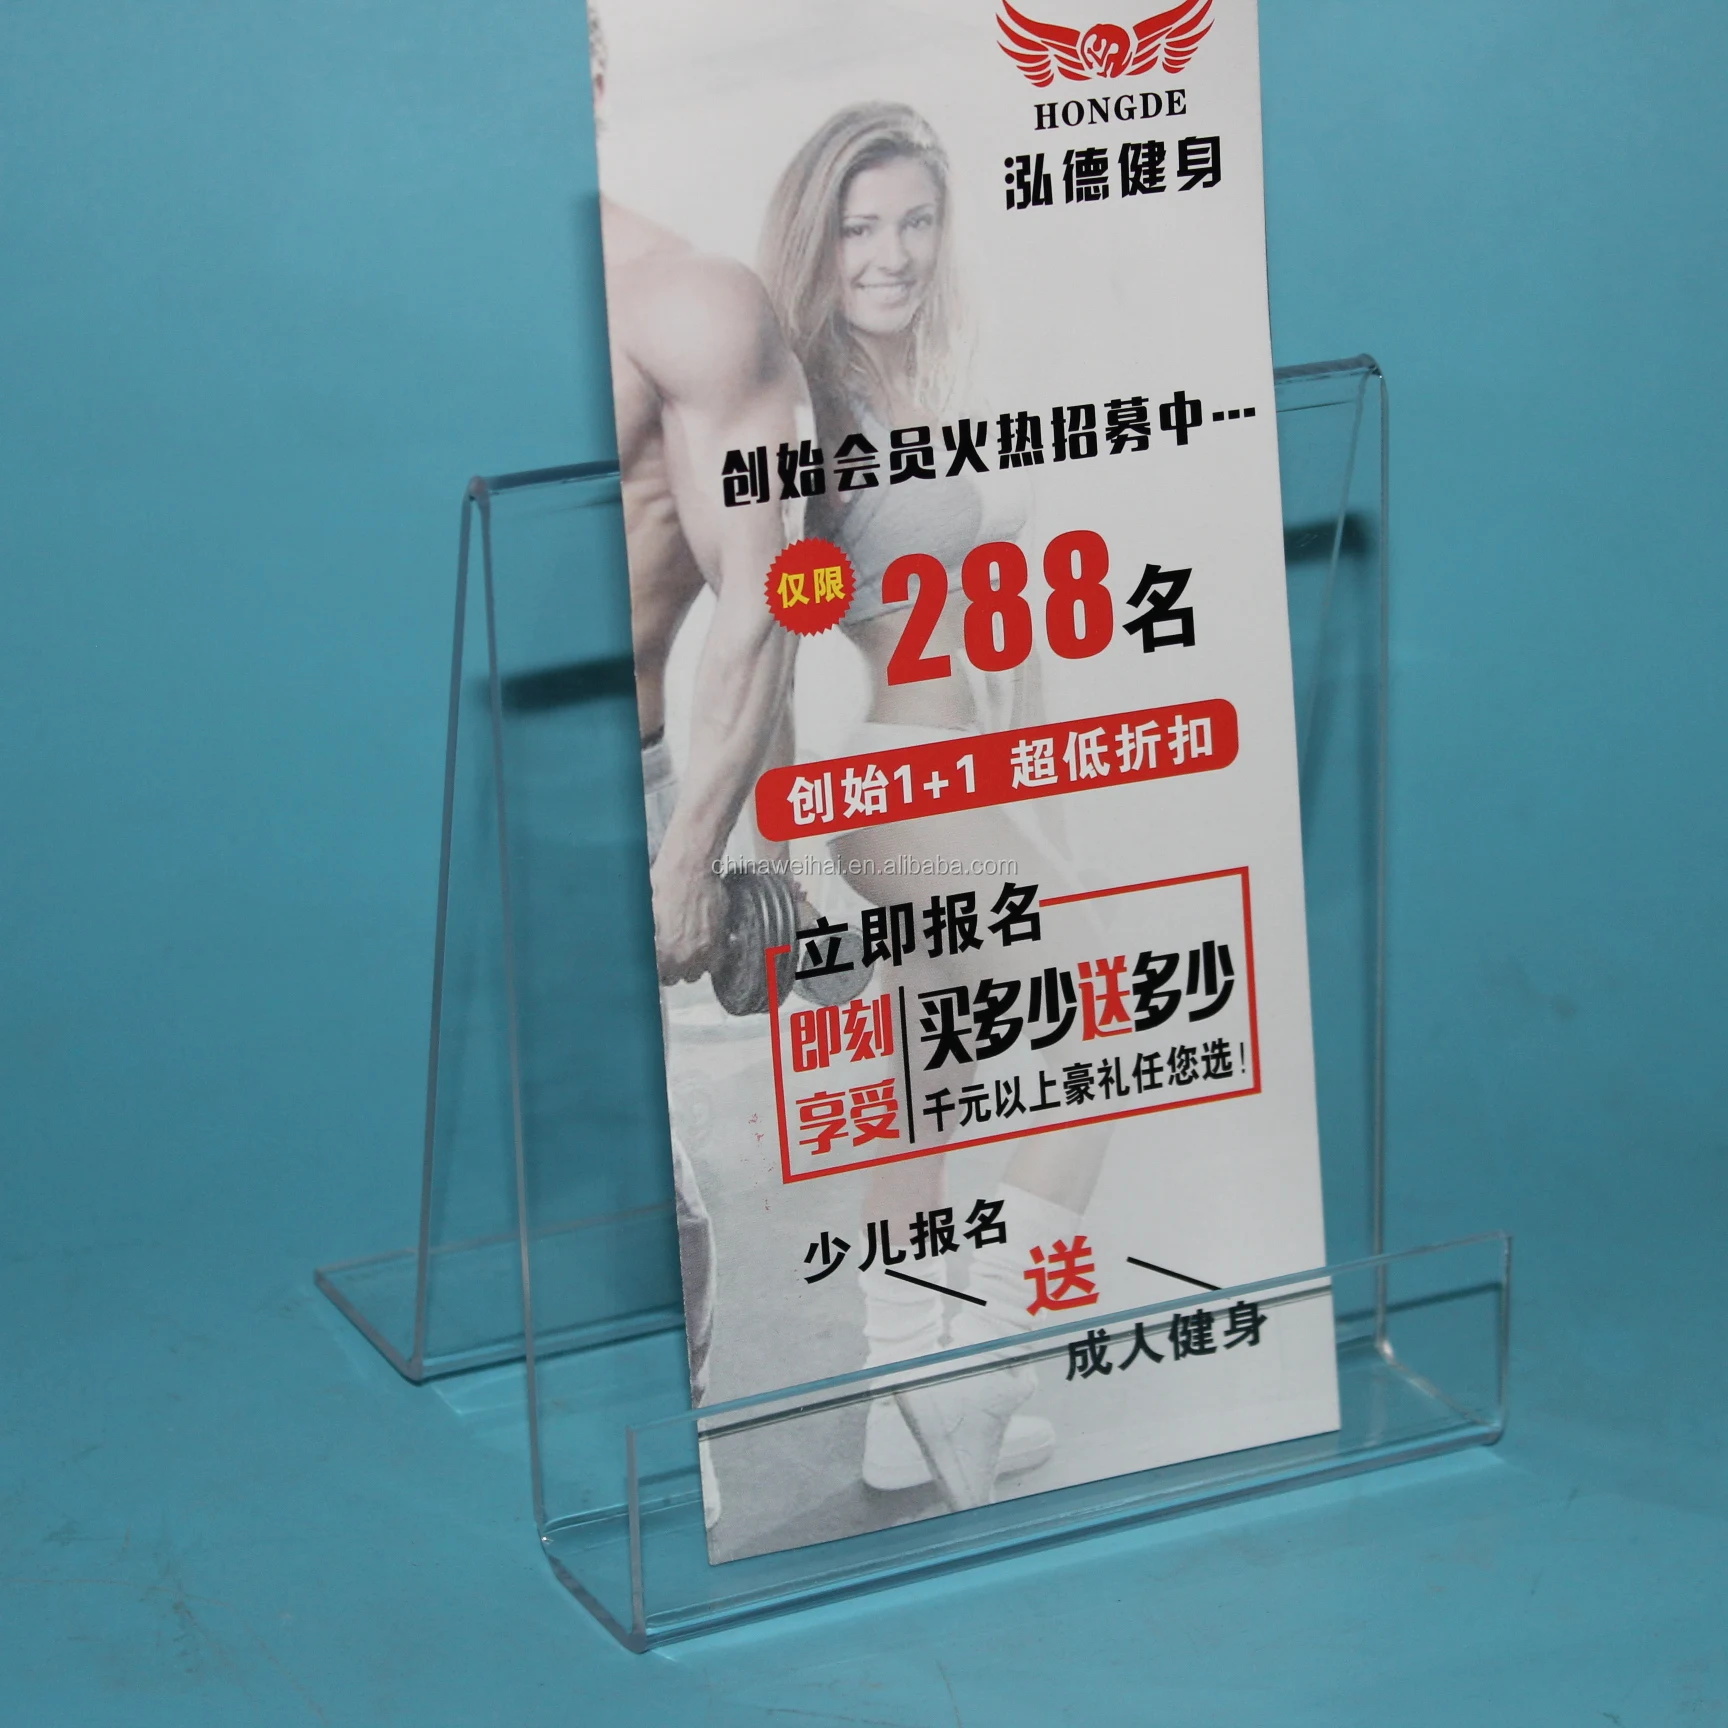 HONGDE
泓德健身
创始会员火热招募中…
仅限
288名
创始1+1 超低折扣
chinaweihai.en.alibaba.com
立即报名
即刻
享受
买多少送多少
千元以上豪礼任您选！
少儿报名
送
成人健身